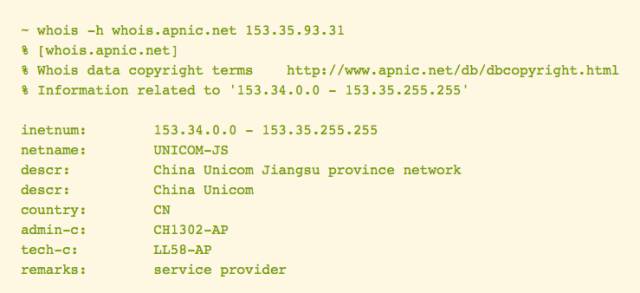 ~ whois -h whois.apnic.net 153.35.93.31
% [whois.apnic.net]
% Whois data copyright terms    http://www.apnic.net/db/dbcopyright.html
% Information related to '153.34.0.0 - 153.35.255.255'
inetnum:        153.34.0.0 - 153.35.255.255
netname:        UNICOM-JS
descr:          China Unicom Jiangsu province network
descr:          China Unicom
country:        CN
admin-c:        CH1302-AP
tech-c:         LL58-AP
remarks:        service provider